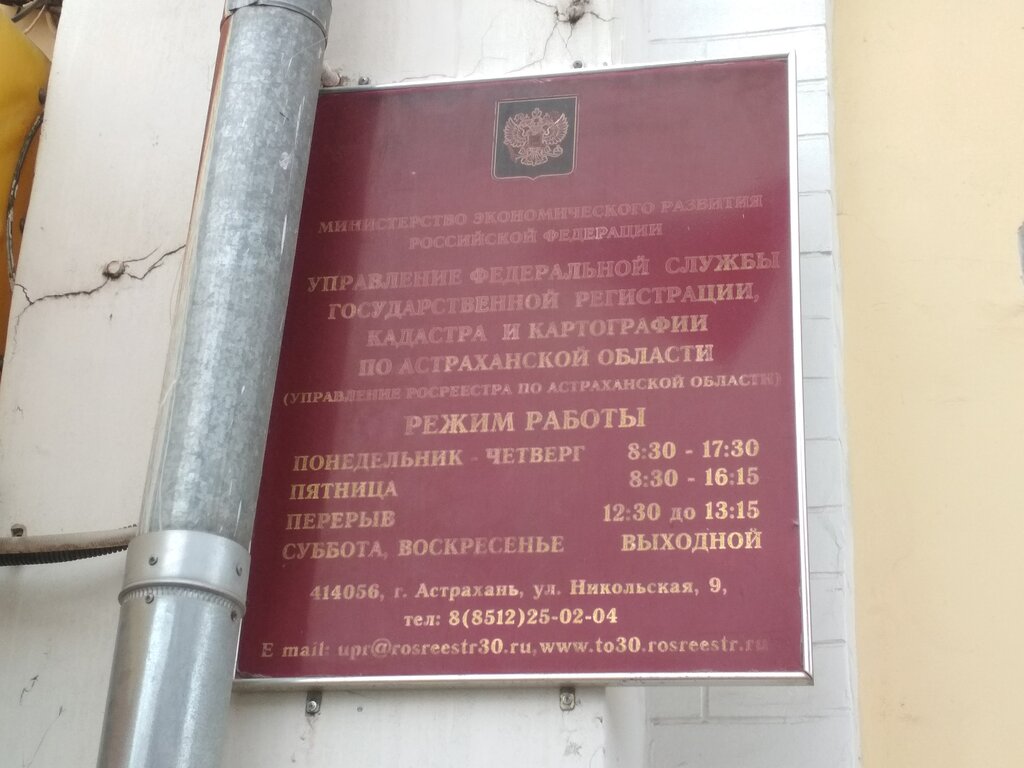 МИНИСТЕРСТВО ЭКОНОМИЧЕСКОГО РАЗВИТИЯ
РОССИЙСКОЙ ФЕДЕРАЦИИ
УПРАВЛЕНИЕ ФЕДЕРАЛЬНОЙ СЛУЖБЫ
ГОСУДАРСТВЕННОЙ РЕГИСТРАЦИИ,
КАДАСТРА И КАРТОГРАФИИ
ПО АСТРАХАНСКОЙ ОБЛАСТИ
(УПРАВЛЕНИЕ РОСРЕЕСТРА ПО АСТРАХАНСКОЙ ОБЛАСТИ)
РЕЖИМ РАБОТЫ
ПОНЕДЕЛЬНИК - ЧЕТВЕРГ 8:30 - 17:30
ПЯТНИЦА 8:30 - 16:15
ПЕРЕРЫВ 12:30 до 13:15
СУББОТА, ВОСКРЕСЕНЬЕ ВЫХОДНОЙ
414056, г. Астрахань, ул. Никольская, 9,
тел: 8(8512)25-02-04
E mail: upr@rosreestr30.ru,www.to30.rosreestr.ru